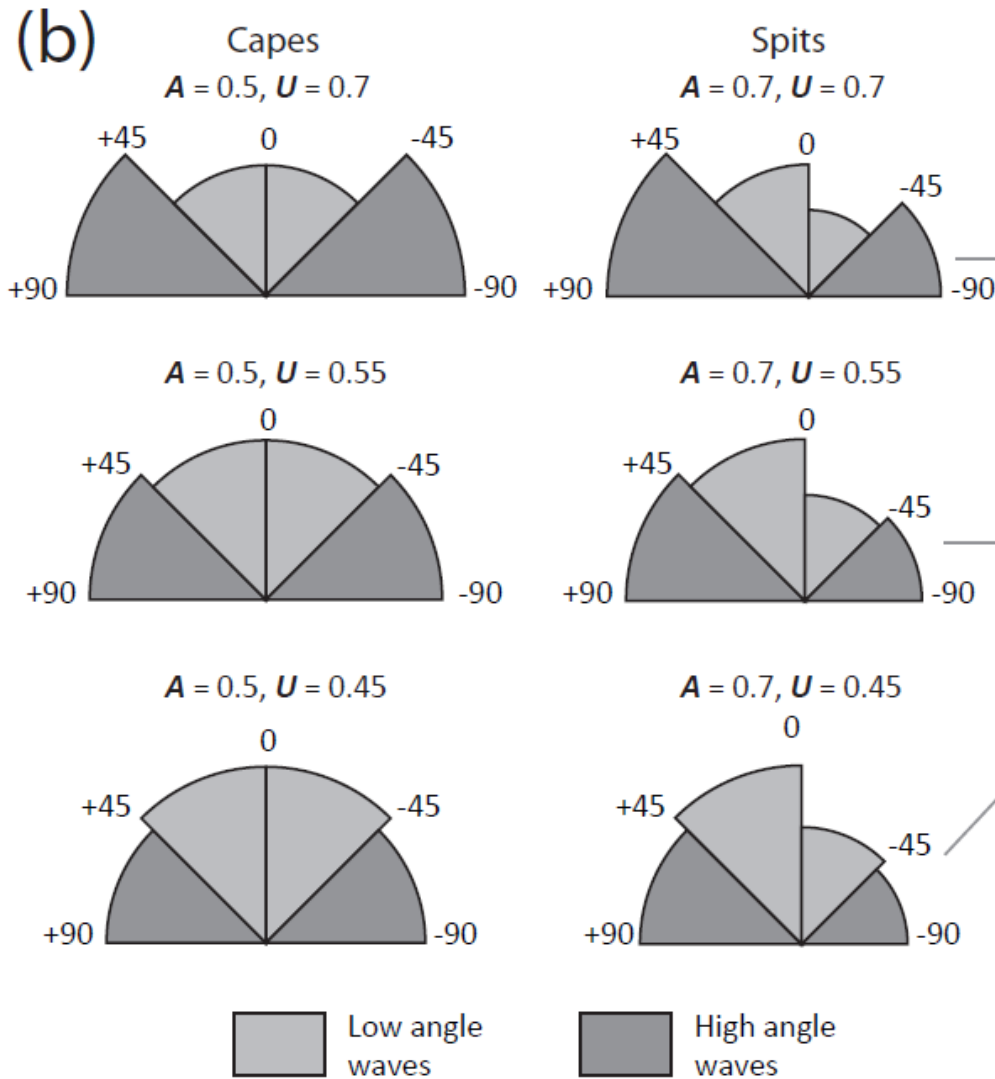 (b)
Capes
Spits
A = 0.5, U = 0.7
A = 0.7, U = 0.7
+45
0
-45
+90
-90
+45
0
-45
+90
-90
A = 0.5, U = 0.55
A = 0.7, U = 0.55
0
+45
-45
+90
-90
0
+45
-45
+90
-90
A = 0.5, U = 0.45
A = 0.7, U = 0.45
0
+45
-45
+90
-90
0
+45
-45
+90
-90
Low angle
waves
High angle
waves